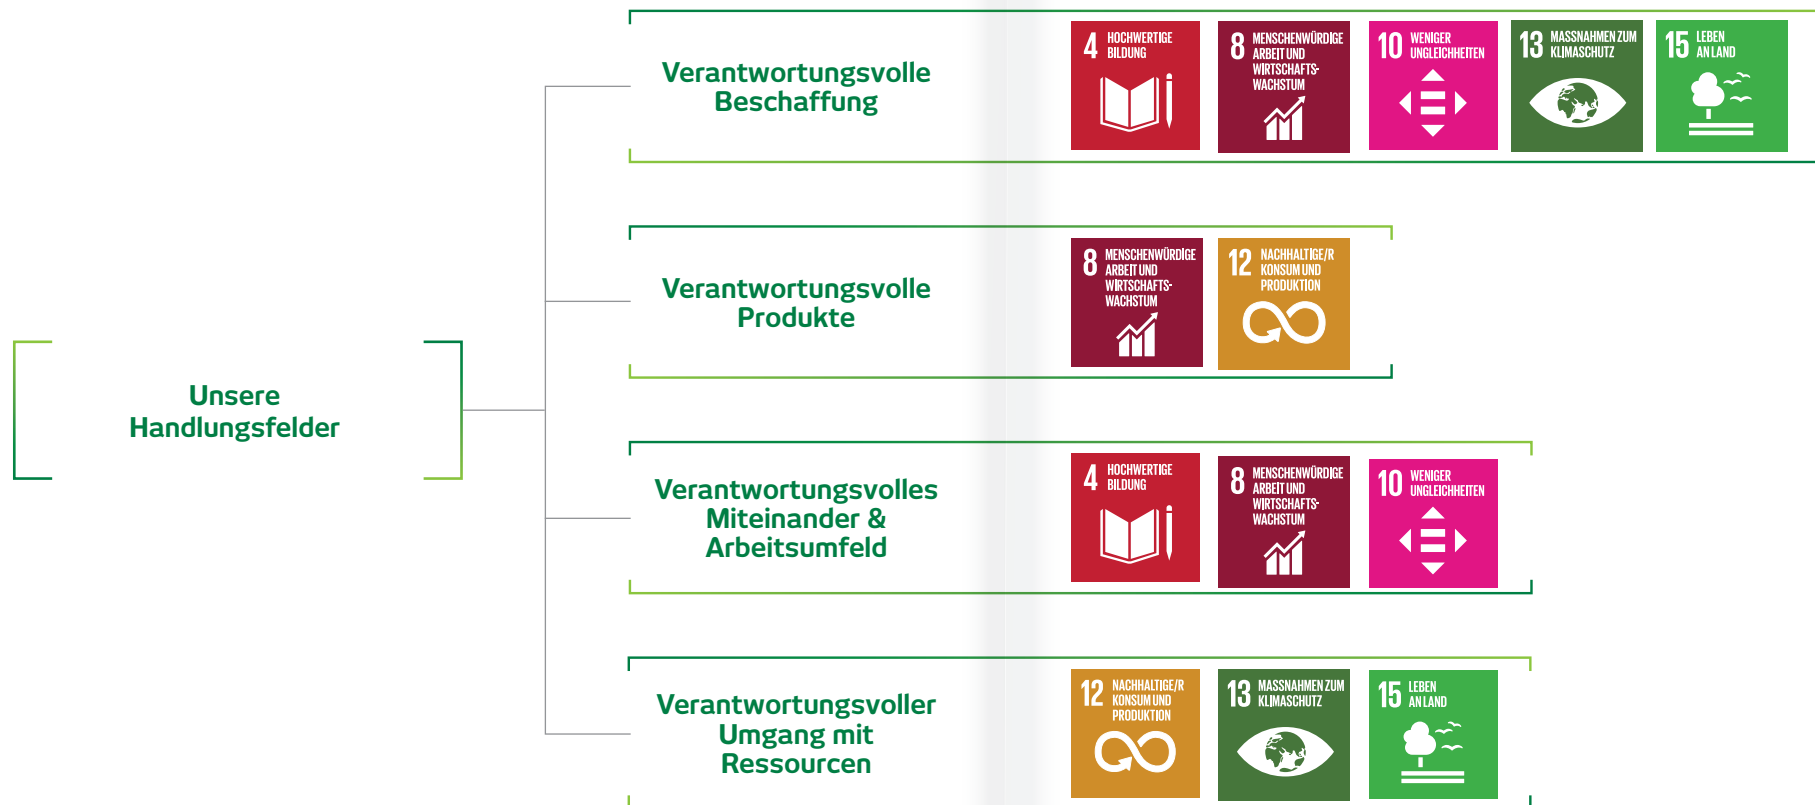 Verantwortungsvolle
Beschaffung
4 HOCHWERTIGE
BILDUNG
8 MENSCHENWÜRDIGE
ARBEIT UND
WIRTSCHAFTS-
WACHSTUM
10 WENIGER
UNGLEICHHEITEN
13 MASSNAHMEN ZUM
KLIMASCHUTZ
15 LEBEN
AN LAND
Verantwortungsvolle
Produkte
8 MENSCHENWÜRDIGE
ARBEIT UND
WIRTSCHAFTS-
WACHSTUM
12 NACHHALTIGE/R
KONSUM UND
PRODUKTION
Unsere
Handlungsfelder
Verantwortungsvolles
Miteinander &
Arbeitsumfeld
4 HOCHWERTIGE
BILDUNG
8 MENSCHENWÜRDIGE
ARBEIT UND
WIRTSCHAFTS-
WACHSTUM
10 WENIGER
UNGLEICHHEITEN
Verantwortungsvoller
Umgang mit
Ressourcen
12 NACHHALTIGE/R
KONSUM UND
PRODUKTION
13 MASSNAHMEN ZUM
KLIMASCHUTZ
15 LEBEN
AN LAND